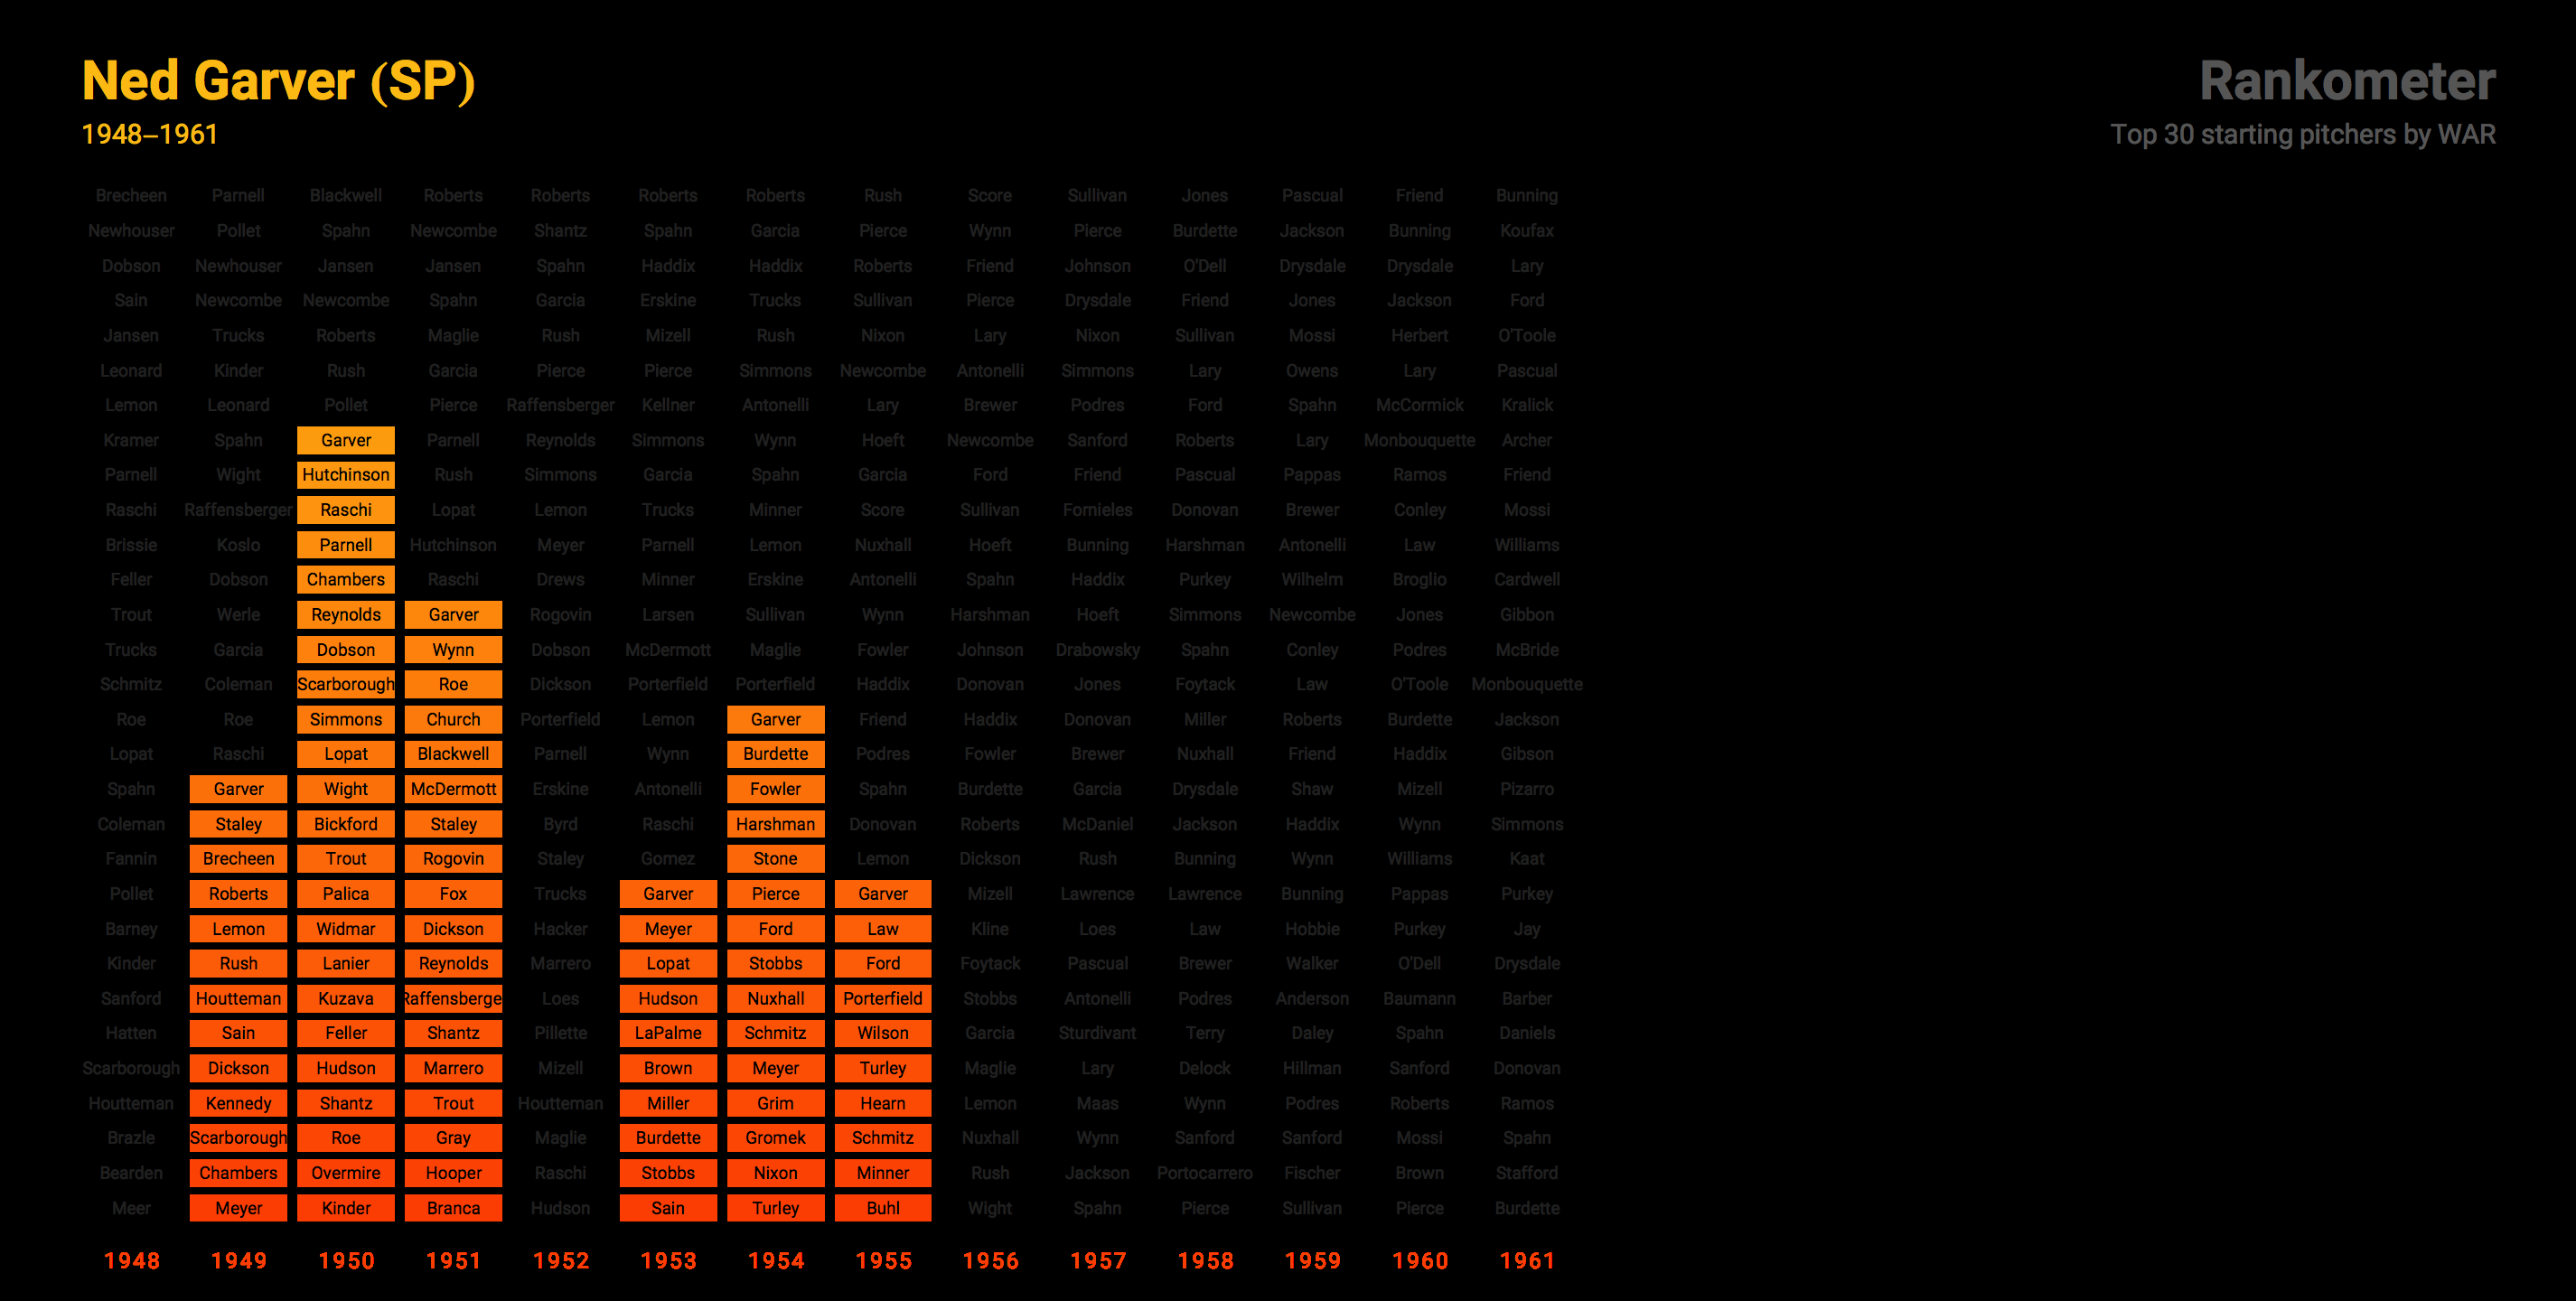 Ned Garver (SP)
1948–1961
Rankometer
Top 30 starting pitchers by WAR
Brecheen Parnell Blackwell Roberts Roberts Roberts Roberts Rush Score Sullivan Jones Pascual Friend Bunning
Newhouser Pollet Spahn Newcombe Shantz Spahn Garcia Pierce Wynn Pierce Burdette Jackson Bunning Koufax
Dobson Newhouser Jansen Jansen Spahn Haddix Haddix Roberts Friend Johnson O'Dell Drysdale Drysdale Lary
Sain Newcombe Newcombe Spahn Garcia Erskine Trucks Sullivan Pierce Drysdale Friend Jones Jackson Ford
Jansen Trucks Roberts Maglie Rush Mizell Rush Nixon Lary Nixon Sullivan Mossi Herbert O'Toole
Leonard Kinder Rush Garcia Pierce Pierce Simmons Newcombe Antonelli Simmons Lary Owens Lary Pascual
Lemon Leonard Pollet Pierce Raffensberger Kellner Antonelli Lary Brewer Podres Ford Spahn McCormick Kralick
Kramer Spahn Garver Parnell Reynolds Simmons Wynn Hoeft Newcombe Sanford Roberts Lary Monbouquette Archer
Parnell Wight Hutchinson Rush Simmons Garcia Spahn Garcia Ford Friend Pascual Pappas Ramos Friend
Raschi Raffensberger Raschi Lopat Lemon Trucks Minner Score Sullivan Fornieles Donovan Brewer Conley Mossi
Brissie Koslo Parnell Hutchinson Meyer Parnell Lemon Nuxhall Hoeft Bunning Harshman Antonelli Law Williams
Feller Dobson Chambers Raschi Drews Minner Erskine Antonelli Spahn Haddix Purkey Wilhelm Broglio Cardwell
Trout Werle Reynolds Garver Rogovin Larsen Sullivan Wynn Harshman Hoeft Simmons Newcombe Jones Gibbon
Trucks Garcia Dobson Wynn Dobson McDermott Maglie Fowler Johnson Drabowsky Spahn Conley Podres McBride
Schmitz Coleman Scarborough Roe Dickson Porterfield Porterfield Haddix Donovan Jones Foytack Law O'Toole Monbouquette
Roe Roe Simmons Church Porterfield Lemon Garver Friend Haddix Donovan Miller Roberts Burdette Jackson
Lopat Raschi Lopat Blackwell Parnell Wynn Burdette Podres Fowler Brewer Nuxhall Friend Haddix Gibson
Spahn Garver Wight McDermott Erskine Antonelli Fowler Spahn Burdette Garcia Drysdale Shaw Mizell Pizarro
Coleman Staley Bickford Staley Byrd Raschi Harshman Donovan Roberts McDaniel Jackson Haddix Wynn Simmons
Fannin Brecheen Trout Rogovin Staley Gomez Stone Lemon Dickson Rush Bunning Wynn Williams Kaat
Pollet Roberts Palica Fox Trucks Garver Pierce Garver Mizell Lawrence Lawrence Bunning Pappas Purkey
Barney Lemon Widmar Dickson Hacker Meyer Ford Law Kline Loes Law Hobbie Purkey Jay
Kinder Rush Lanier Reynolds Marrero Lopat Stobbs Ford Foytack Pascual Brewer Walker O'Dell Drysdale
Sanford Houtteman Kuzava Raffensberge Loes Hudson Nuxhall Porterfield Stobbs Antonelli Podres Anderson Baumann Barber
Hatten Sain Feller Shantz Pillette LaPalme Schmitz Wilson Garcia Sturdivant Terry Daley Spahn Daniels
Scarborough Dickson Hudson Marrero Mizell Brown Meyer Turley Maglie Lary Delock Hillman Sanford Donovan
Houtteman Kennedy Shantz Trout Houtteman Miller Grim Hearn Lemon Maas Wynn Podres Roberts Ramos
Brazle Scarborough Roe Gray Maglie Burdette Gromek Schmitz Nuxhall Wynn Sanford Sanford Mossi Spahn
Bearden Chambers Overmire Hooper Raschi Stobbs Nixon Minner Rush Jackson Portocarrero Fischer Brown Stafford
Meer Meyer Kinder Branca Hudson Sain Turley Buhl Wight Spahn Pierce Sullivan Pierce Burdette
1948 1949 1950 1951 1952 1953 1954 1955 1956 1957 1958 1959 1960 1961